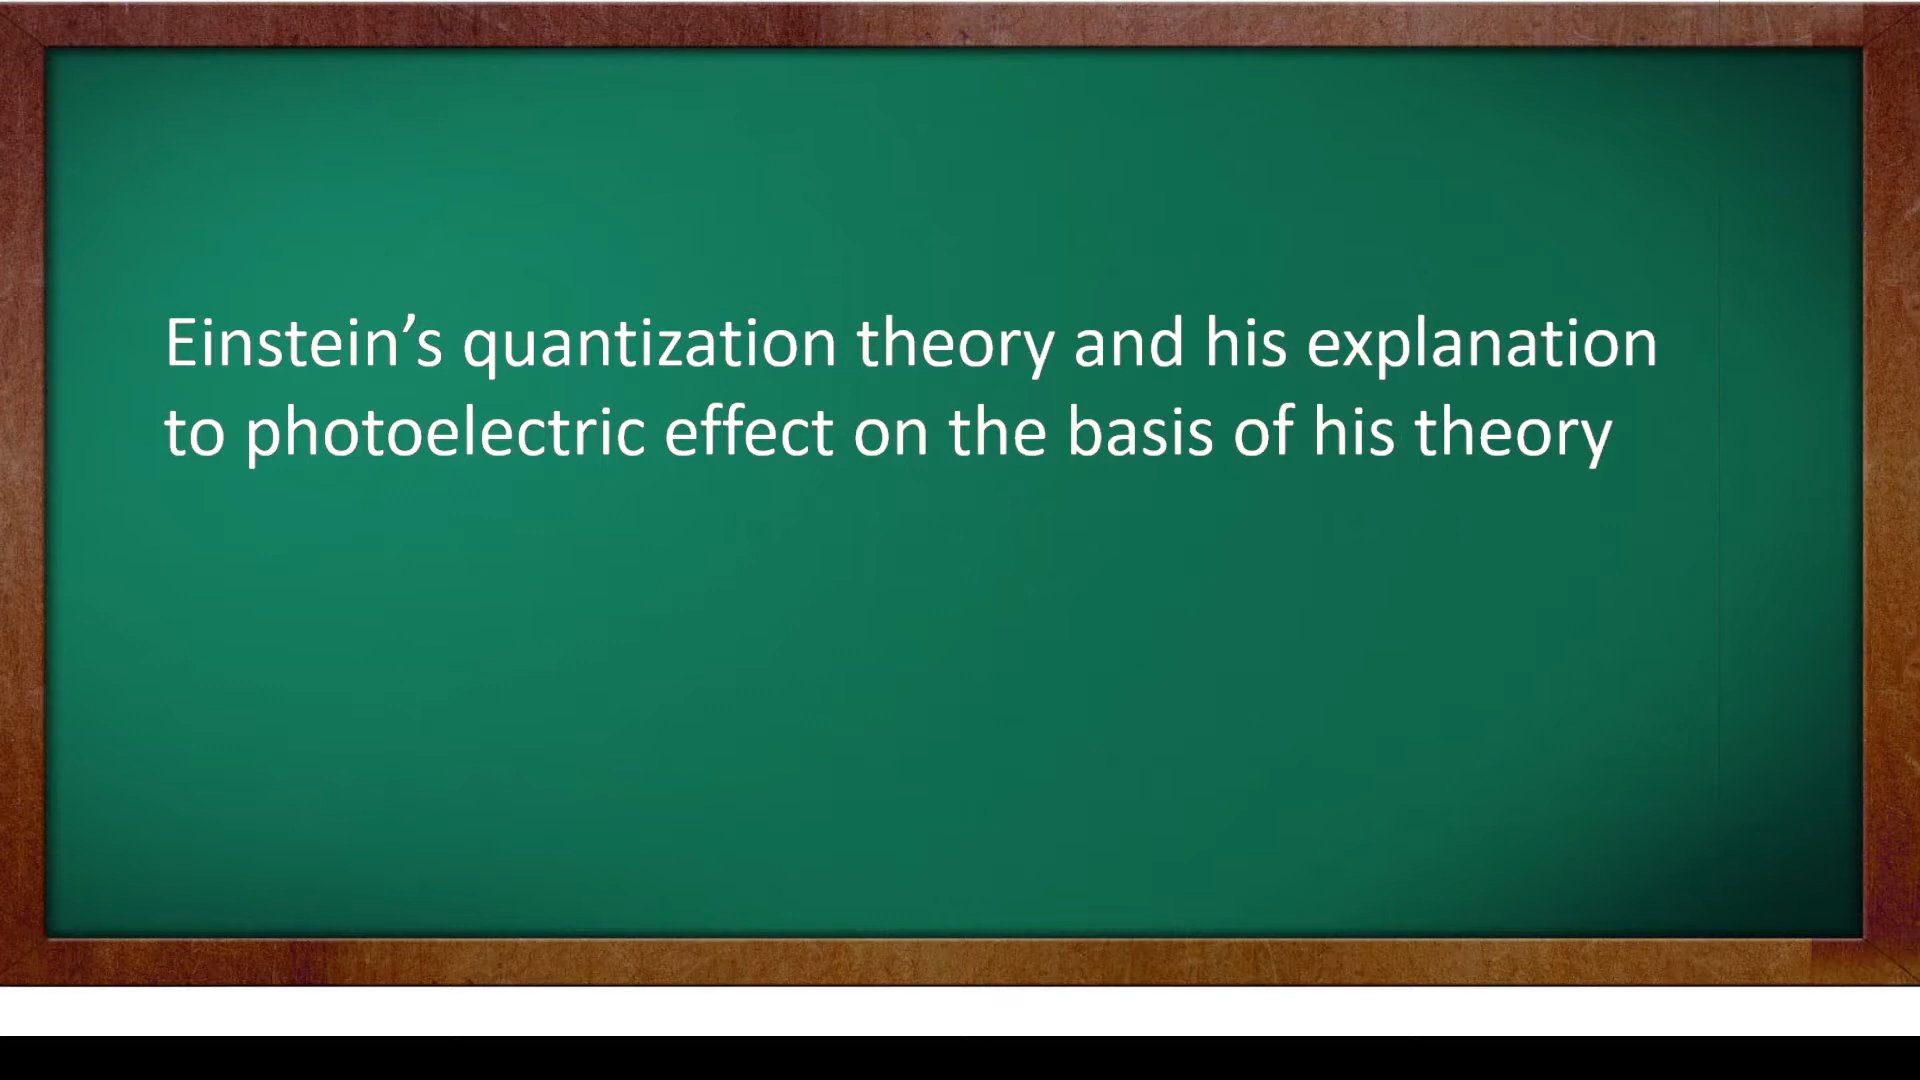 Einstein’s quantization theory and his explanation
to photoelectric effect on the basis of his theory